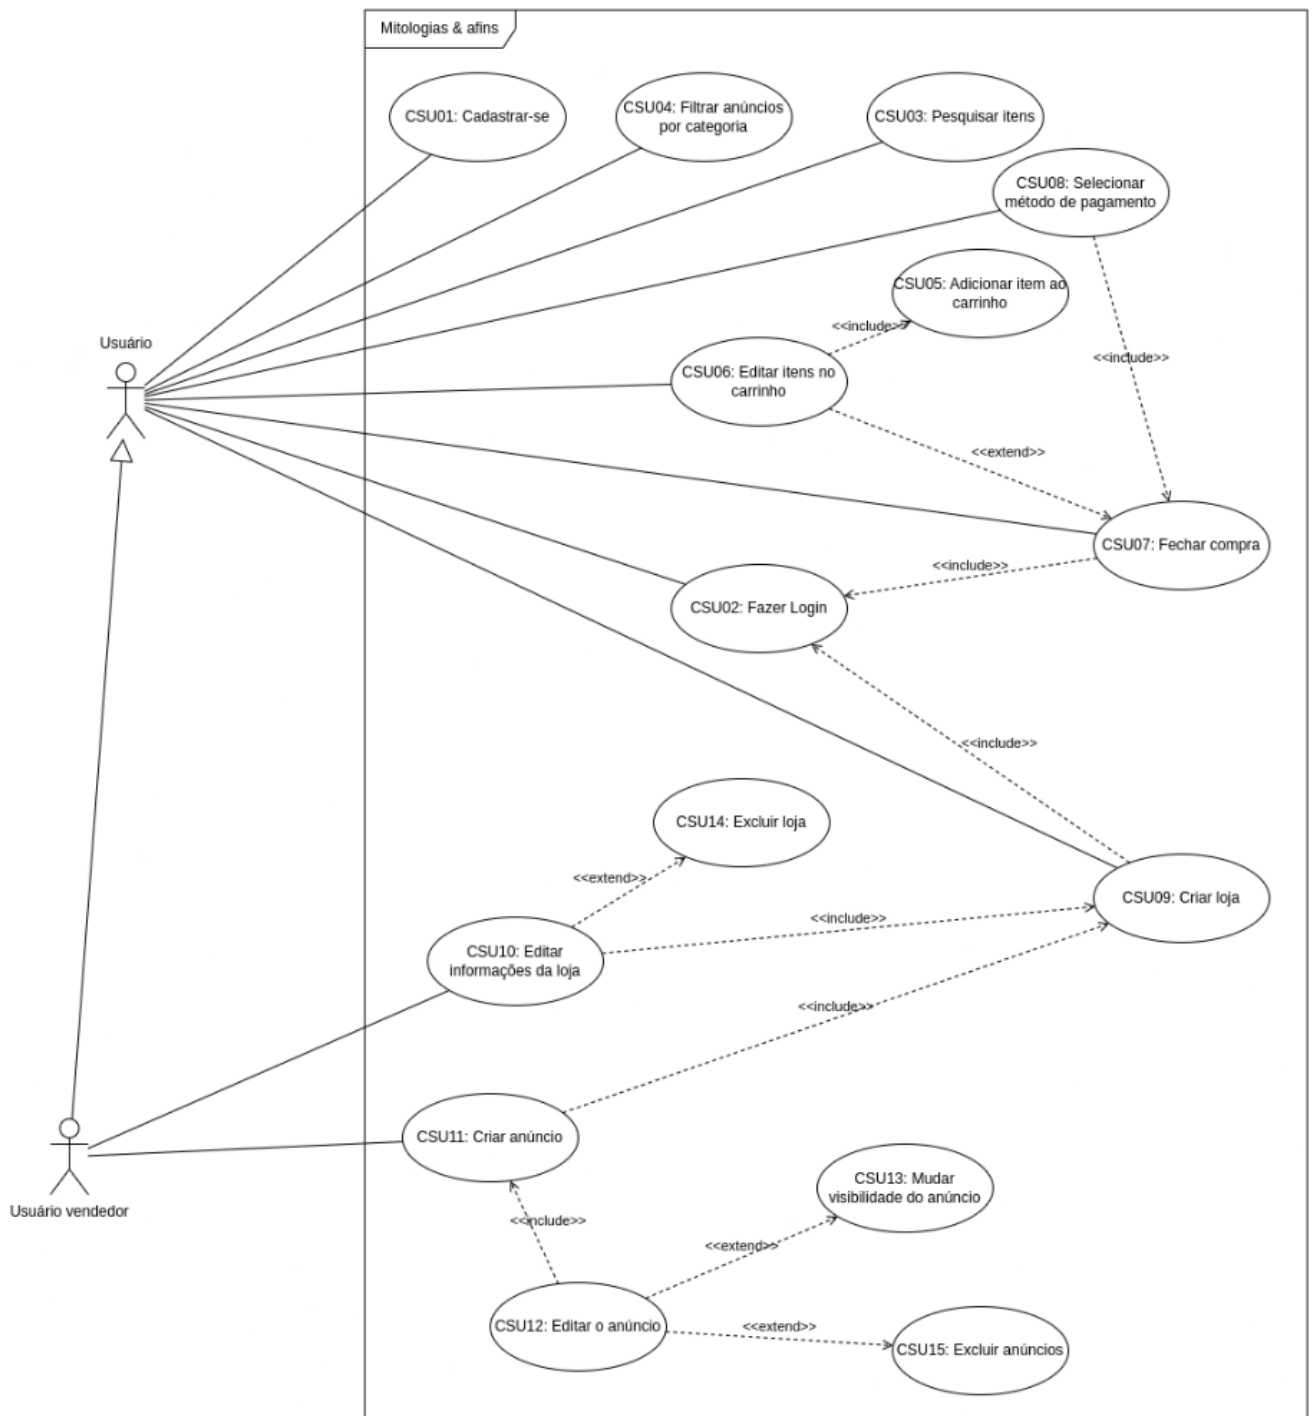 Mitologias & afins
CSU01: Cadastrar-se
CSU04: Filtrar anúncios
por categoria
CSU03: Pesquisar itens
CSU08: Selecionar
método de pagamento
CSU05: Adicionar item ao
carrinho
<<include>>
Usuário
<<include>>
CSU06: Editar itens no
carrinho
<<extend>>
CSU07: Fechar compra
<<include>>
CSU02: Fazer Login
<<include>>
CSU14: Excluir loja
<<extend>>
CSU09: Criar loja
<<include>>
CSU10: Editar
informações da loja
<<include>>
CSU11: Criar anúncio
CSU13: Mudar
visibilidade do anúncio
Usuário vendedor
<<include>>
<<extend>>
CSU12: Editar o anúncio
<<extend>>
CSU15: Excluir anúncios